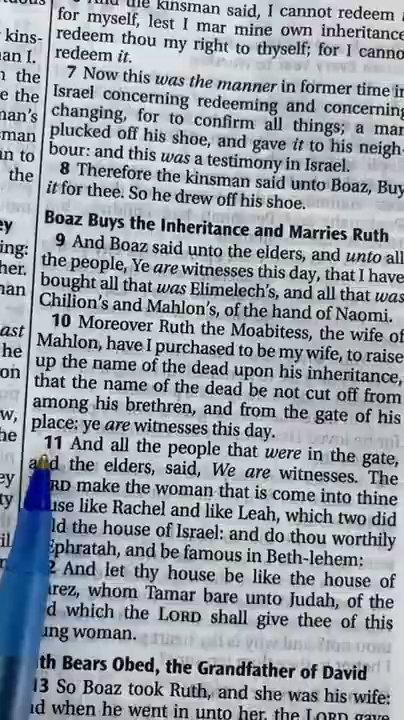 the kinsman said, I cannot redeem
for myself, lest I mar mine own inheritance
redeem thou my right to thyself; for I canno
redeem it.
7 Now this was the manner in former time in
Israel concerning redeeming and concerning
changing, for to confirm all things; a man
plucked off his shoe, and gave it to his neigh-
bour: and this was a testimony in Israel.
8 Therefore the kinsman said unto Boaz, Buy
it for thee. So he drew off his shoe.
Boaz Buys the Inheritance and Marries Ruth
9 And Boaz said unto the elders, and unto all
the people, Ye are witnesses this day, that I have
bought all that was Elimelech's, and all that was
Chilion's and Mahlon's, of the hand of Naomi.
10 Moreover Ruth the Moabitess, the wife of
Mahlon, have I purchased to be my wife, to raise
up the name of the dead upon his inheritance,
that the name of the dead be not cut off from
among his brethren, and from the gate of his
place: ye are witnesses this day.
11 And all the people that were in the gate,
and the elders, said, We are witnesses. The
RD make the woman that is come into thine
use like Rachel and like Leah, which two did
ld the house of Israel: and do thou worthily
Ephratah, and be famous in Beth-lehem:
2 And let thy house be like the house of
arez, whom Tamar bare unto Judah, of the
d which the LORD shall give thee of this
ung woman.
th Bears Obed, the Grandfather of David
13 So Boaz took Ruth, and she was his wife:
nd when he went in unto her, the LORD gave